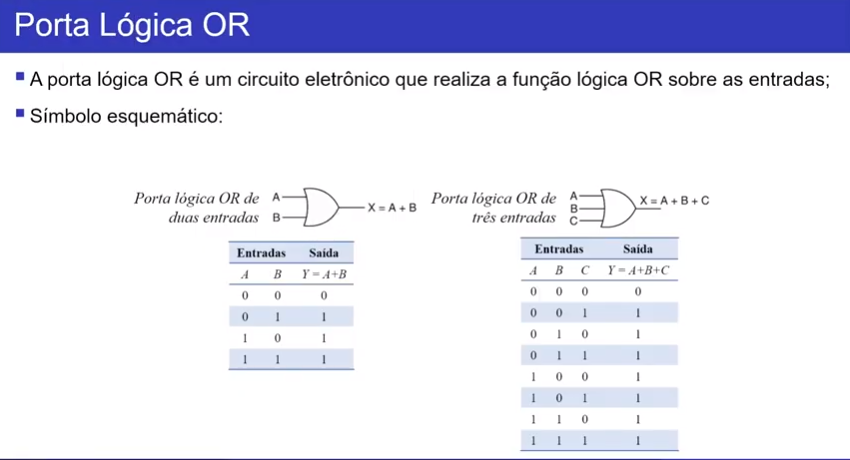 Porta Lógica OR
A porta lógica OR é um circuito eletrônico que realiza a função lógica OR sobre as entradas;
Símbolo esquemático:
Porta lógica OR de
duas entradas
A
B
X = A + B
Entradas Saída
A B Y = A+B
0 0 0
0 1 1
1 0 1
1 1 1
Porta lógica OR de
três entradas
A
B
C
X = A + B + C
Entradas Saída
A B C Y = A+B+C
0 0 0 0
0 0 1 1
0 1 0 1
0 1 1 1
1 0 0 1
1 0 1 1
1 1 0 1
1 1 1 1